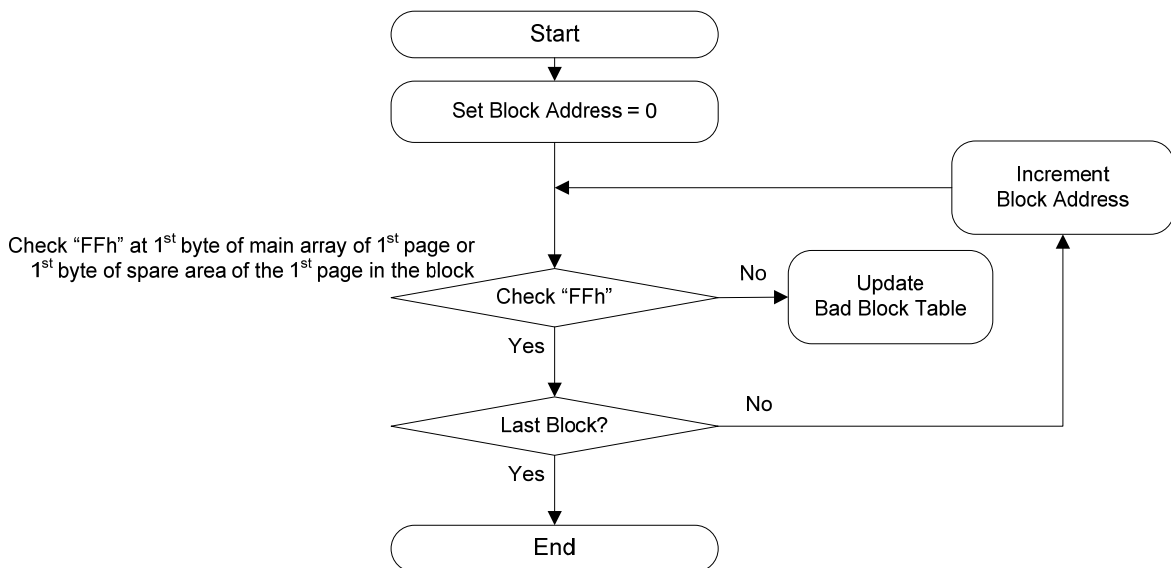 Start
Set Block Address = 0
Increment
Block Address
Check “FFh” at 1st byte of main array of 1st page or
1st byte of spare area of the 1st page in the block
Check “FFh”
No
Update
Bad Block Table
Yes
Last Block?
No
Yes
End